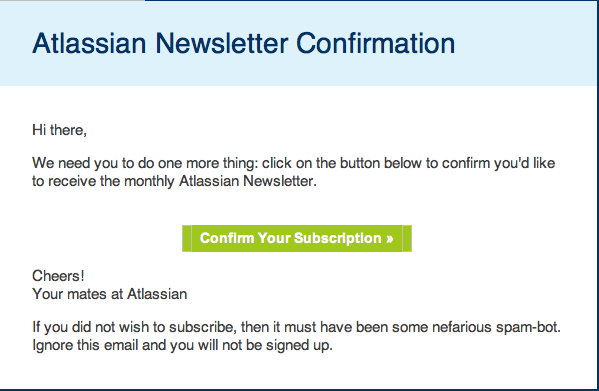 Atlassian Newsletter Confirmation
Hi there,
We need you to do one more thing: click on the button below to confirm you'd like
to receive the monthly Atlassian Newsletter.
Confirm Your Subscription »
Cheers!
Your mates at Atlassian
If you did not wish to subscribe, then it must have been some nefarious spam-bot.
Ignore this email and you will not be signed up.